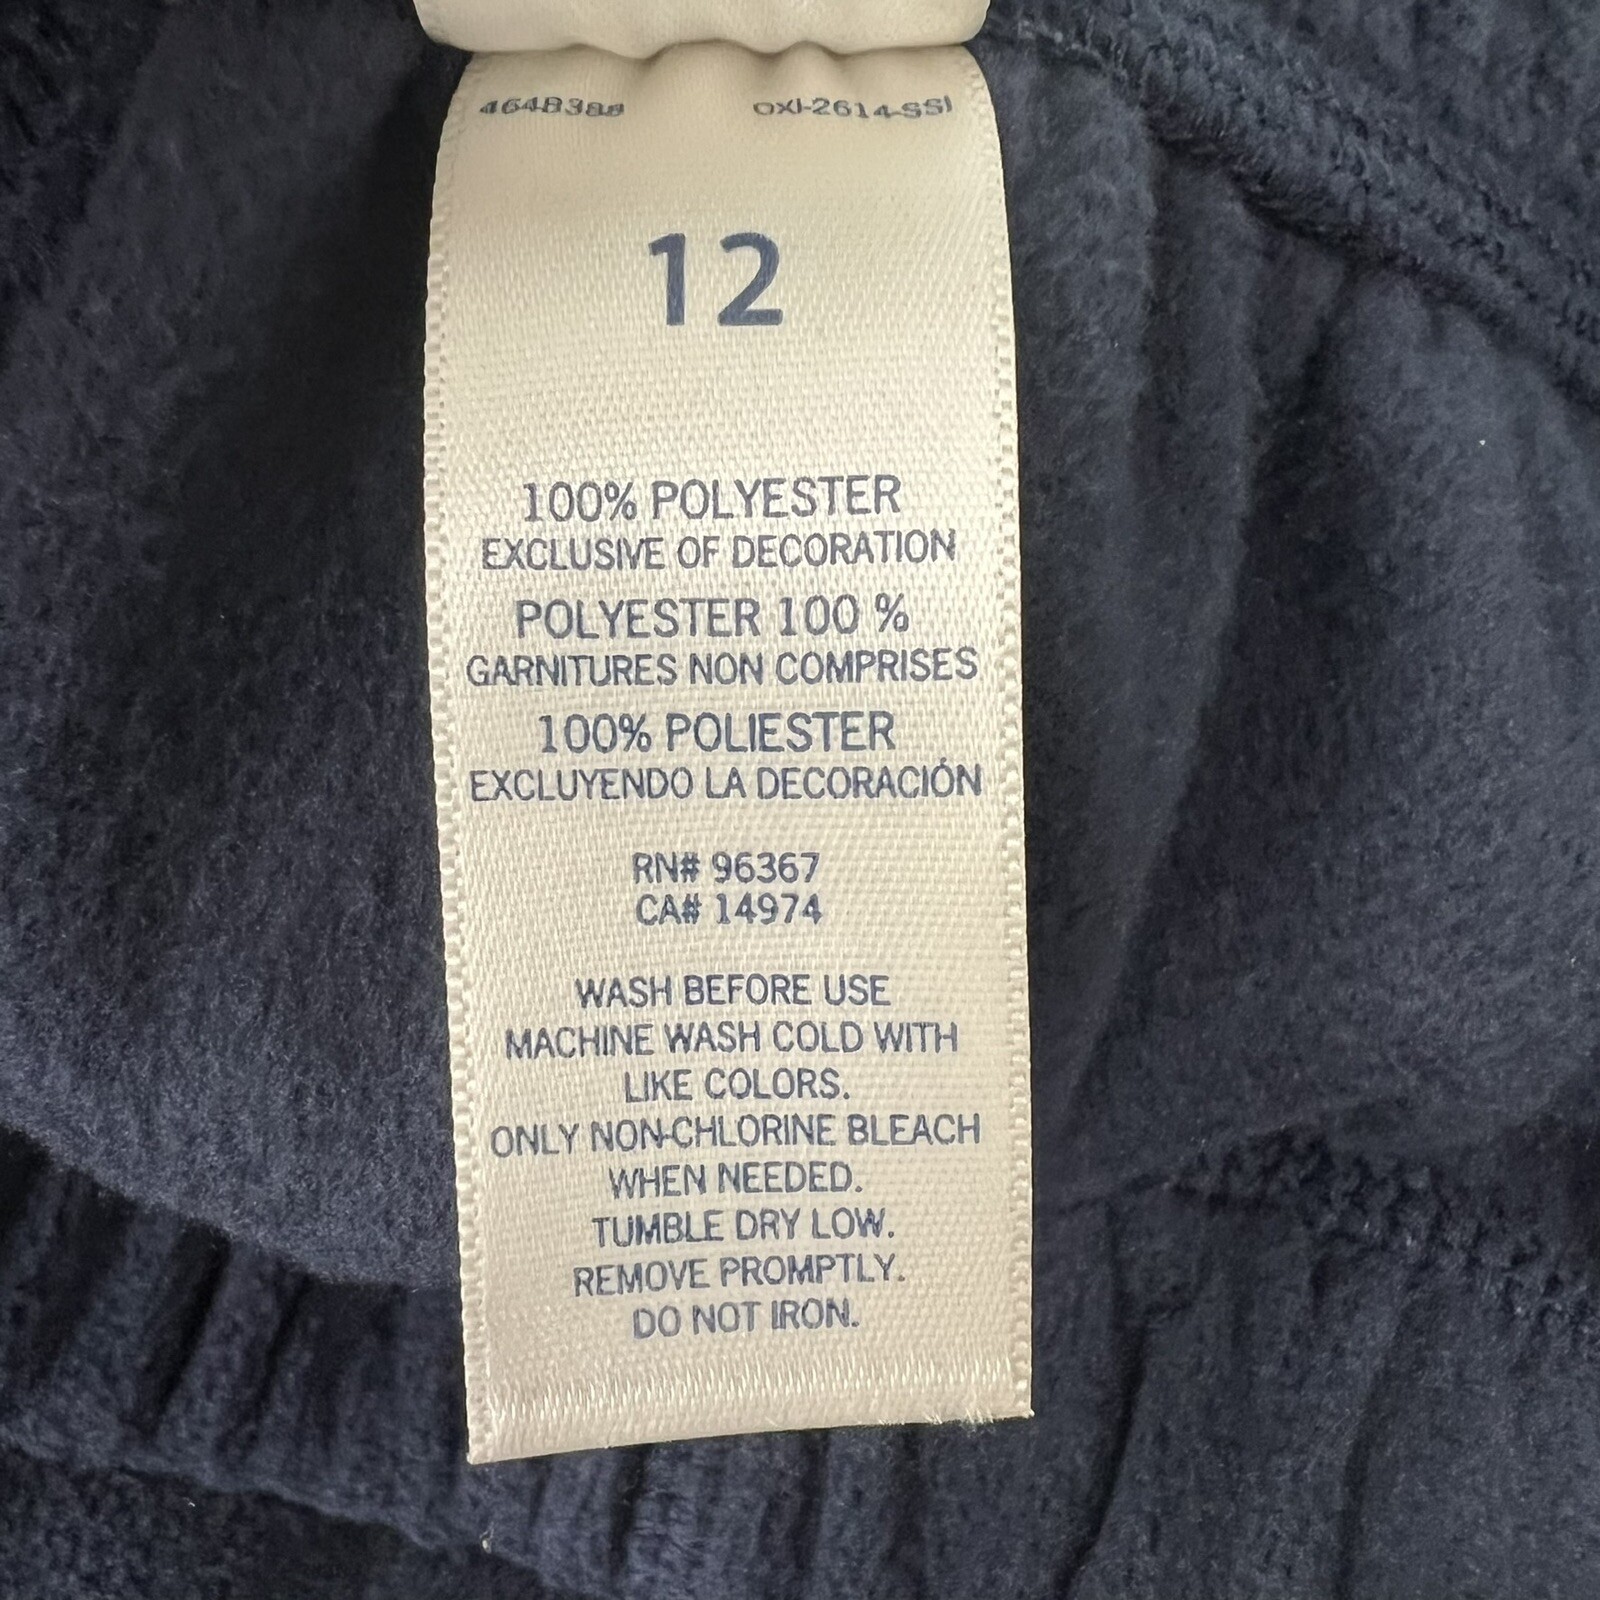 4648388 OXI-2614-SSI
12
100% POLYESTER
EXCLUSIVE OF DECORATION
POLYESTER 100 %
GARNITURES NON COMPRISES
100% POLIESTER
EXCLUYENDO LA DECORACIÓN
RN# 96367
CA# 14974
WASH BEFORE USE
MACHINE WASH COLD WITH
LIKE COLORS.
ONLY NON-CHLORINE BLEACH
WHEN NEEDED.
TUMBLE DRY LOW.
REMOVE PROMPTLY.
DO NOT IRON.